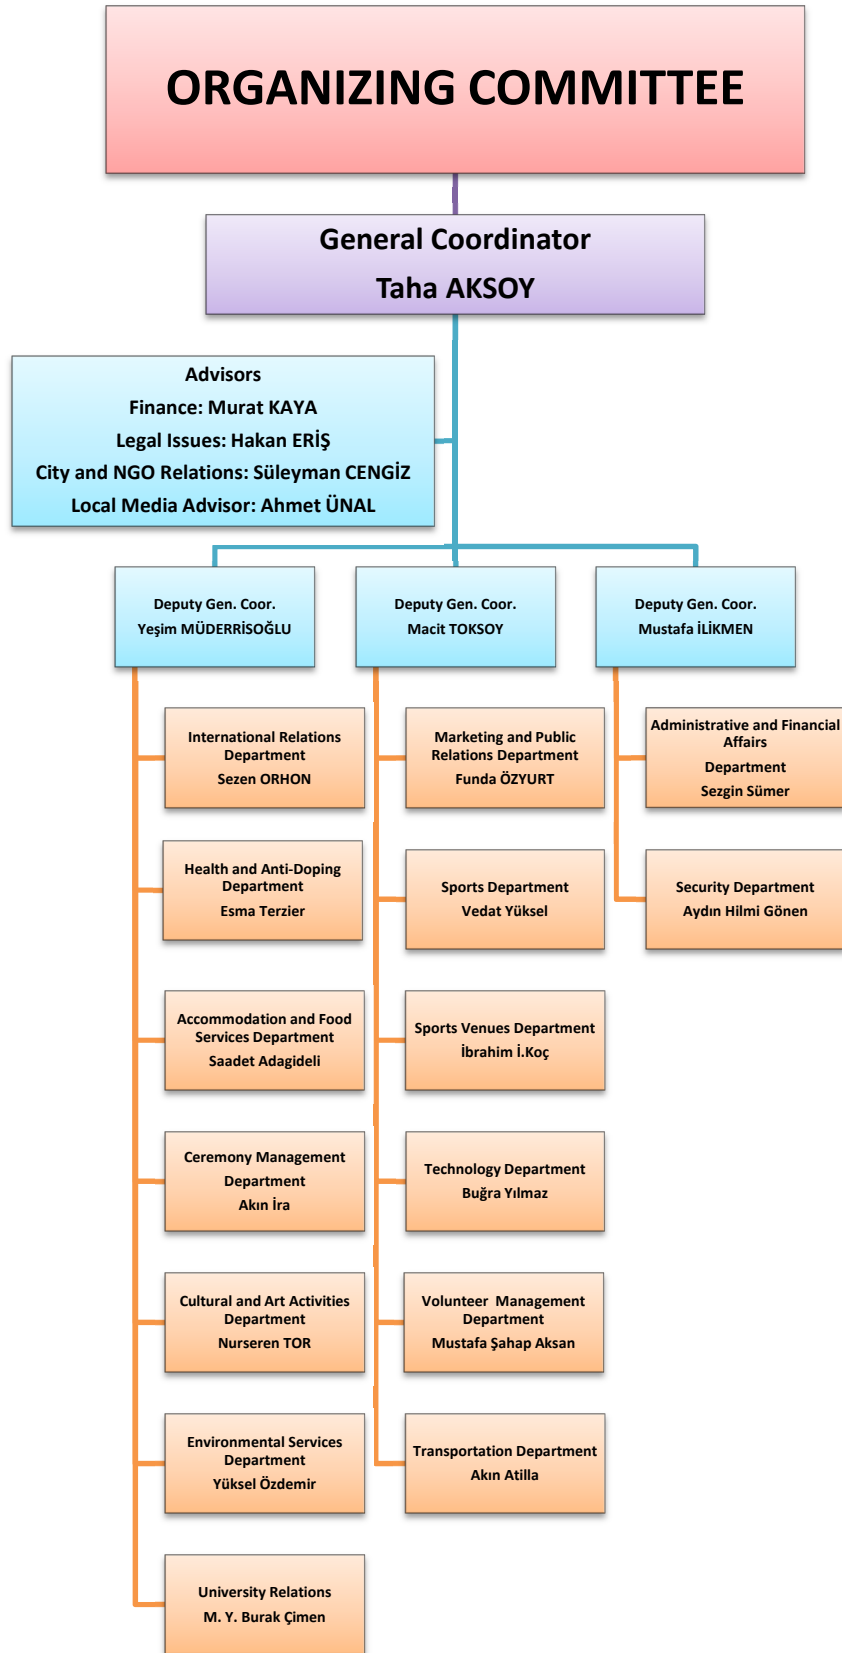 ORGANIZING COMMITTEE
General Coordinator
Taha AKSOY
Advisors
Finance: Murat KAYA
Legal Issues: Hakan ERİŞ
City and NGO Relations: Süleyman CENGİZ
Local Media Advisor: Ahmet ÜNAL
Deputy Gen. Coor.
Yeşim MÜDERRİSOĞLU
International Relations
Department
Sezen ORHON
Health and Anti-Doping
Department
Esma Terzier
Accommodation and Food
Services Department
Saadet Adagideli
Ceremony Management
Department
Akın İra
Cultural and Art Activities
Department
Nurseren TOR
Environmental Services
Department
Yüksel Özdemir
University Relations
M. Y. Burak Çimen
Deputy Gen. Coor.
Macit TOKSOY
Marketing and Public
Relations Department
Funda ÖZYURT
Sports Department
Vedat Yüksel
Sports Venues Department
İbrahim İ.Koç
Technology Department
Buğra Yılmaz
Volunteer  Management
Department
Mustafa Şahap Aksan
Transportation Department
Akın Atilla
Deputy Gen. Coor.
Mustafa İLİKMEN
Administrative and Financial
Affairs
Department
Sezgin Sümer
Security Department
Aydın Hilmi Gönen